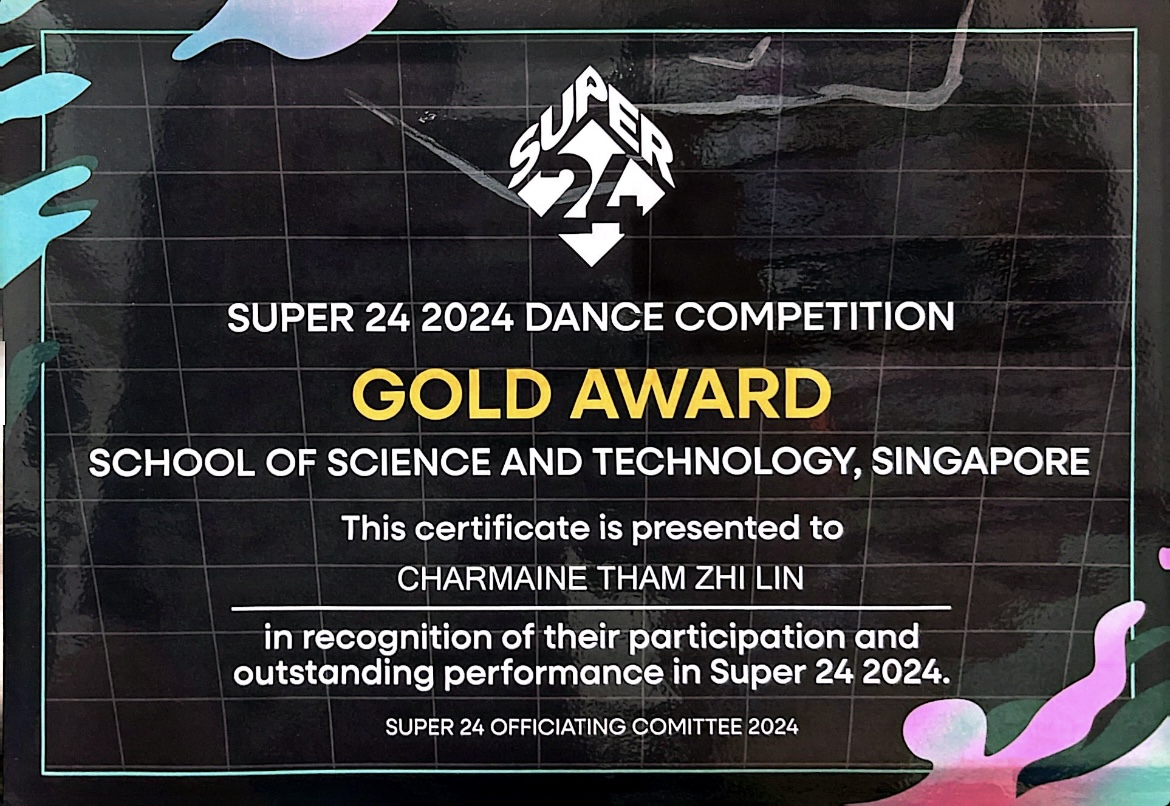 SUPER
24
SUPER 24 2024 DANCE COMPETITION
GOLD AWARD
SCHOOL OF SCIENCE AND TECHNOLOGY, SINGAPORE
This certificate is presented to
CHARMAINE THAM ZHI LIN
in recognition of their participation and
outstanding performance in Super 24 2024.
SUPER 24 OFFICIATING COMITTEE 2024